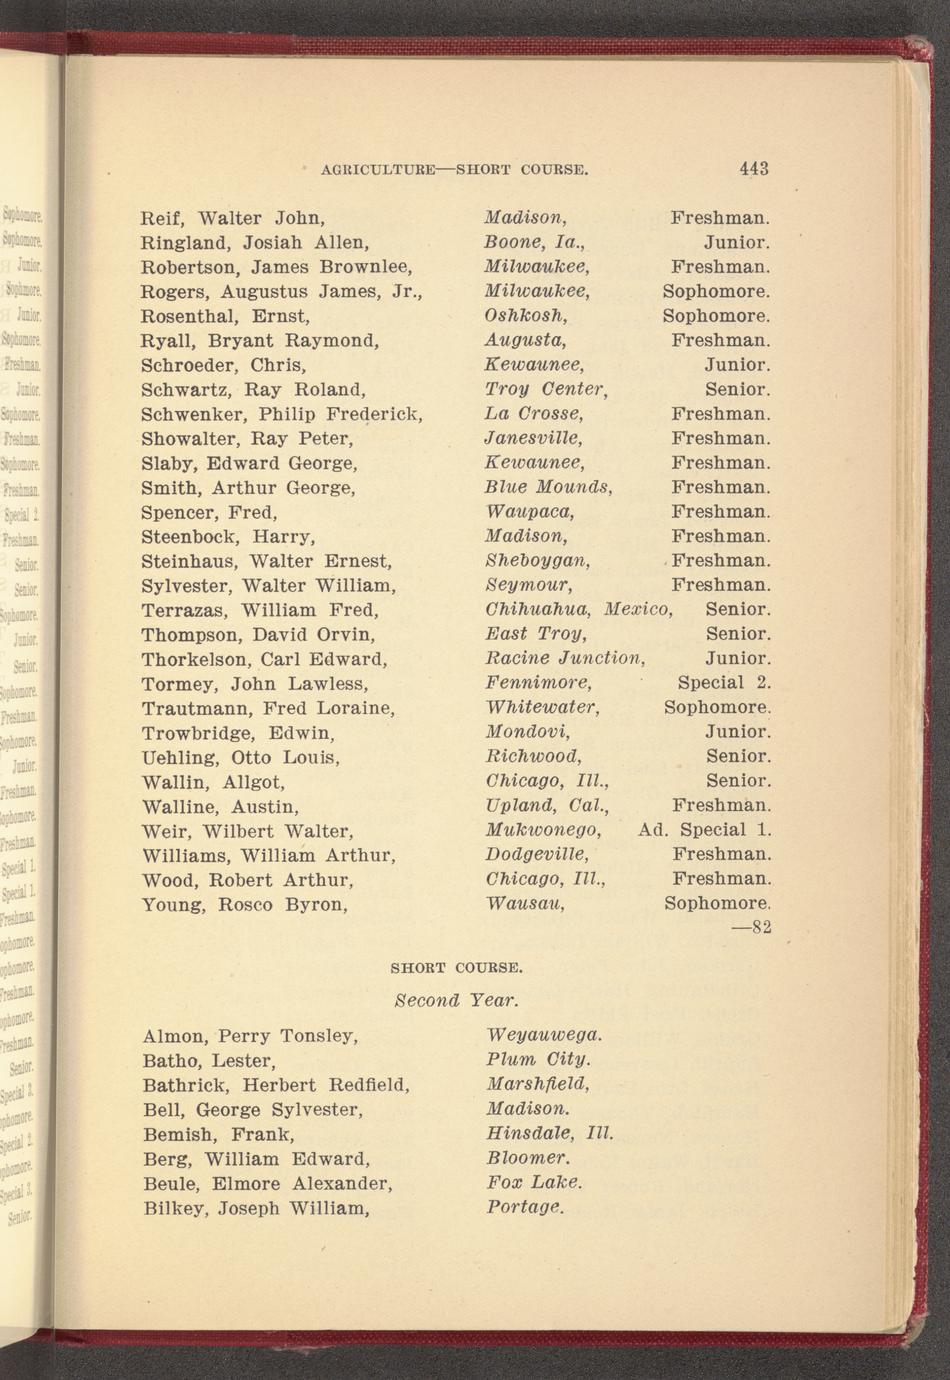 AGRICULTURE—SHORT COURSE. 443
Reif, Walter John, Madison, Freshman.
Ringland, Josiah Allen, Boone, Ia., Junior.
Robertson, James Brownlee, Milwaukee, Freshman.
Rogers, Augustus James, Jr., Milwaukee, Sophomore.
Rosenthal, Ernst, Oshkosh, Sophomore.
Ryall, Bryant Raymond, Augusta, Freshman.
Schroeder, Chris, Kewaunee, Junior.
Schwartz, Ray Roland, Troy Center, Senior.
Schwenker, Philip Frederick, La Crosse, Freshman.
Showalter, Ray Peter, Janesville, Freshman.
Slaby, Edward George, Kewaunee, Freshman.
Smith, Arthur George, Blue Mounds, Freshman.
Spencer, Fred, Waupaca, Freshman.
Steenbock, Harry, Madison, Freshman.
Steinhaus, Walter Ernest, Sheboygan, Freshman.
Sylvester, Walter William, Seymour, Freshman.
Terrazas, William Fred, Chihuahua, Mexico, Senior.
Thompson, David Orvin, East Troy, Senior.
Thorkelson, Carl Edward, Racine Junction, Junior.
Tormey, John Lawless, Fennimore, Special 2.
Trautmann, Fred Loraine, Whitewater, Sophomore.
Trowbridge, Edwin, Mondovi, Junior.
Uehling, Otto Louis, Richwood, Senior.
Wallin, Allgot, Chicago, Ill., Senior.
Walline, Austin, Upland, Cal., Freshman.
Weir, Wilbert Walter, Mukwonego, Ad. Special 1.
Williams, William Arthur, Dodgeville, Freshman.
Wood, Robert Arthur, Chicago, Ill., Freshman.
Young, Rosco Byron, Wausau, Sophomore.
—82
SHORT COURSE.
Second Year.
Almon, Perry Tonsley, Weyauwega.
Batho, Lester, Plum City.
Bathrick, Herbert Redfield, Marshfield,
Bell, George Sylvester, Madison.
Bemish, Frank, Hinsdale, Ill.
Berg, William Edward, Bloomer.
Beule, Elmore Alexander, Fox Lake.
Bilkey, Joseph William, Portage.